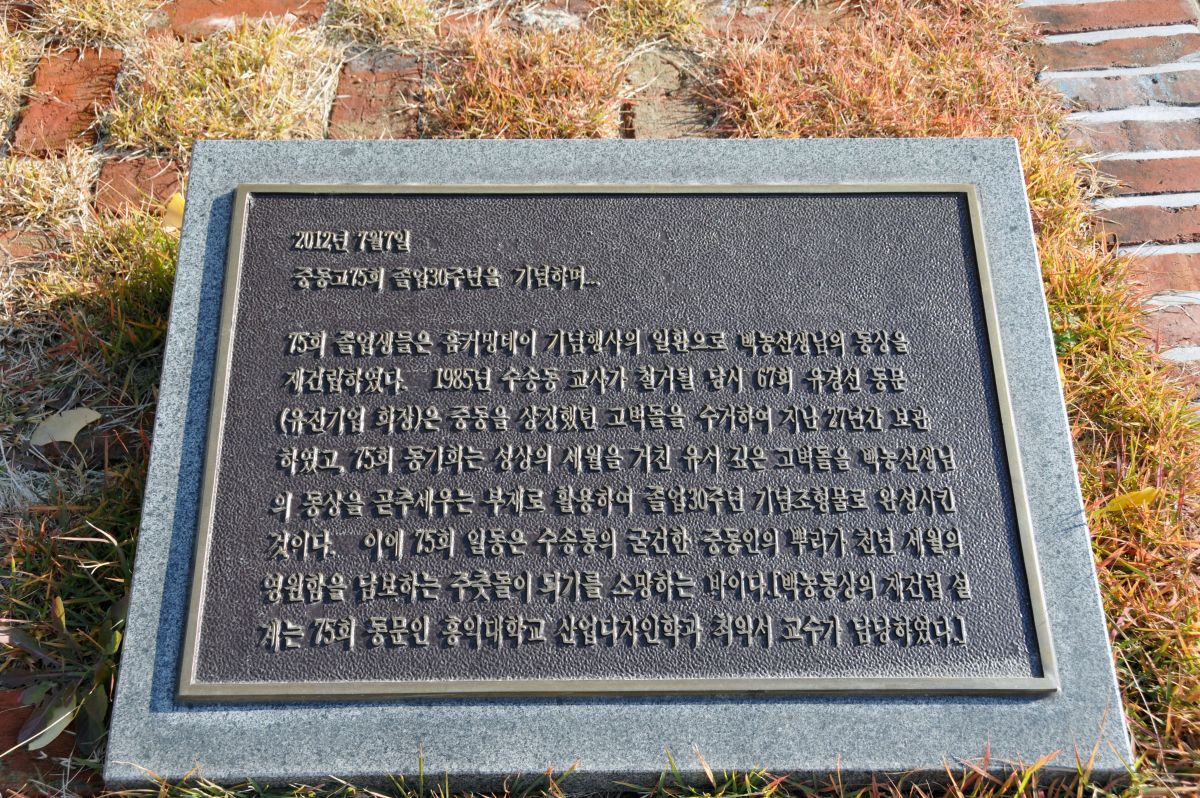 2012년 7월7일
중동고75회 졸업30주년을 기념하며...
75회 졸업생들은 홈커밍데이 기념행사의 일환으로 백농선생님의 동상을
재건립하였다. 1985년 수송동 교사가 철거될 당시 67회 유경선 동문
(유진기업 회장)은 중동을 상징했던 고벽돌을 수거하여 지난 27년간 보관
하였고, 75회 동기회는 성상의 세월을 거친 유서 깊은 고벽돌을 백농선생님
의 동상을 곧추세우는 부재로 활용하여 졸업30주년 기념조형물로 완성시킨
것이다. 이에 75회 일동은 수송동의 굳건한 중동인의 뿌리가 천년 세월의
영원함을 담보하는 주춧돌이 되기를 소망하는 바이다.[백농동상의 재건립 설
계는 75회 동문인 홍익대학교 산업디자인학과 최익서 교수가 담당하였다.]